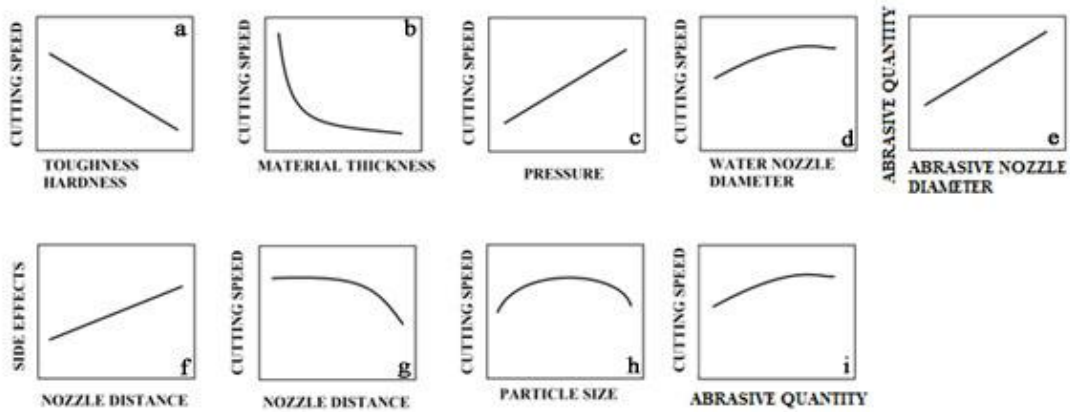 a
CUTTING SPEED
TOUGHNESS
HARDNESS
b
CUTTING SPEED
MATERIAL THICKNESS
c
CUTTING SPEED
PRESSURE
d
CUTTING SPEED
WATER NOZZLE
DIAMETER
e
ABRASIVE QUANTITY
ABRASIVE NOZZLE
DIAMETER
f
SIDE EFFECTS
NOZZLE DISTANCE
g
CUTTING SPEED
NOZZLE DISTANCE
h
CUTTING SPEED
PARTICLE SIZE
i
CUTTING SPEED
ABRASIVE QUANTITY